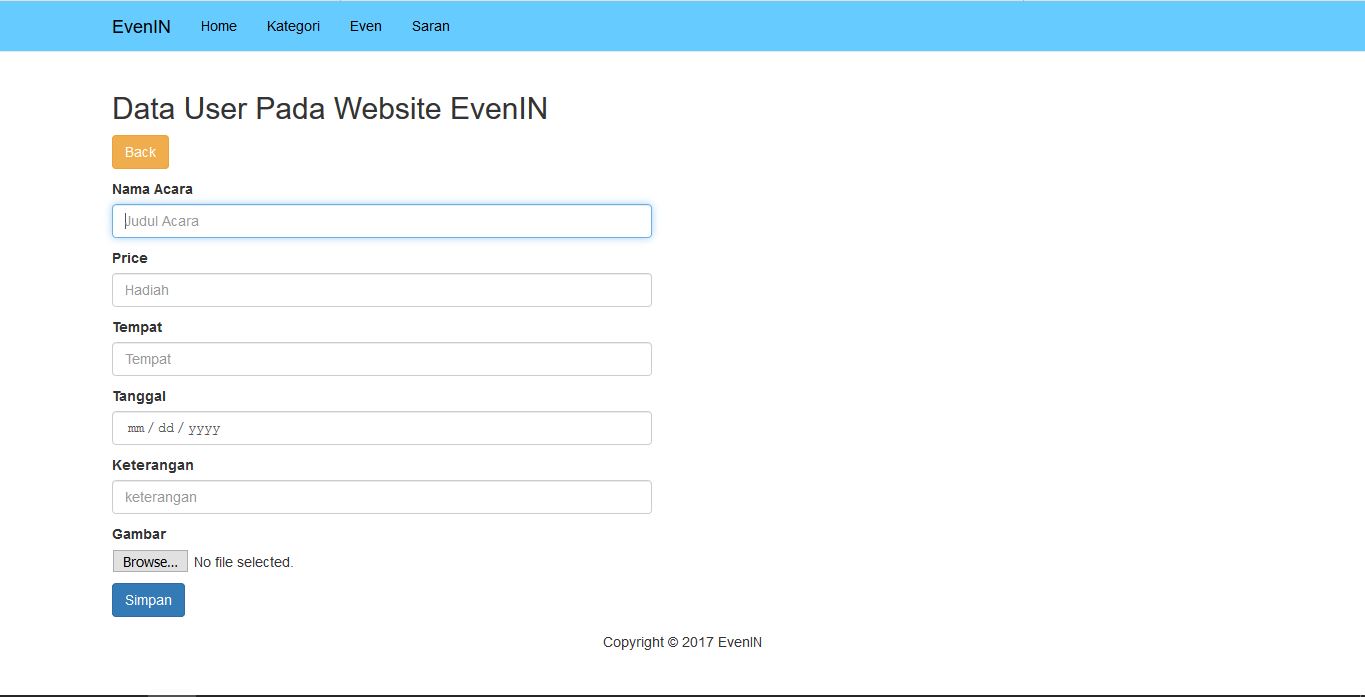 EvenIN Home Kategori Even Saran
Data User Pada Website EvenIN
Back
Nama Acara
Judul Acara
Price
Hadiah
Tempat
Tempat
Tanggal
mm / dd / yyyy
Keterangan
keterangan
Gambar
Browse... No file selected.
Simpan
Copyright © 2017 EvenIN